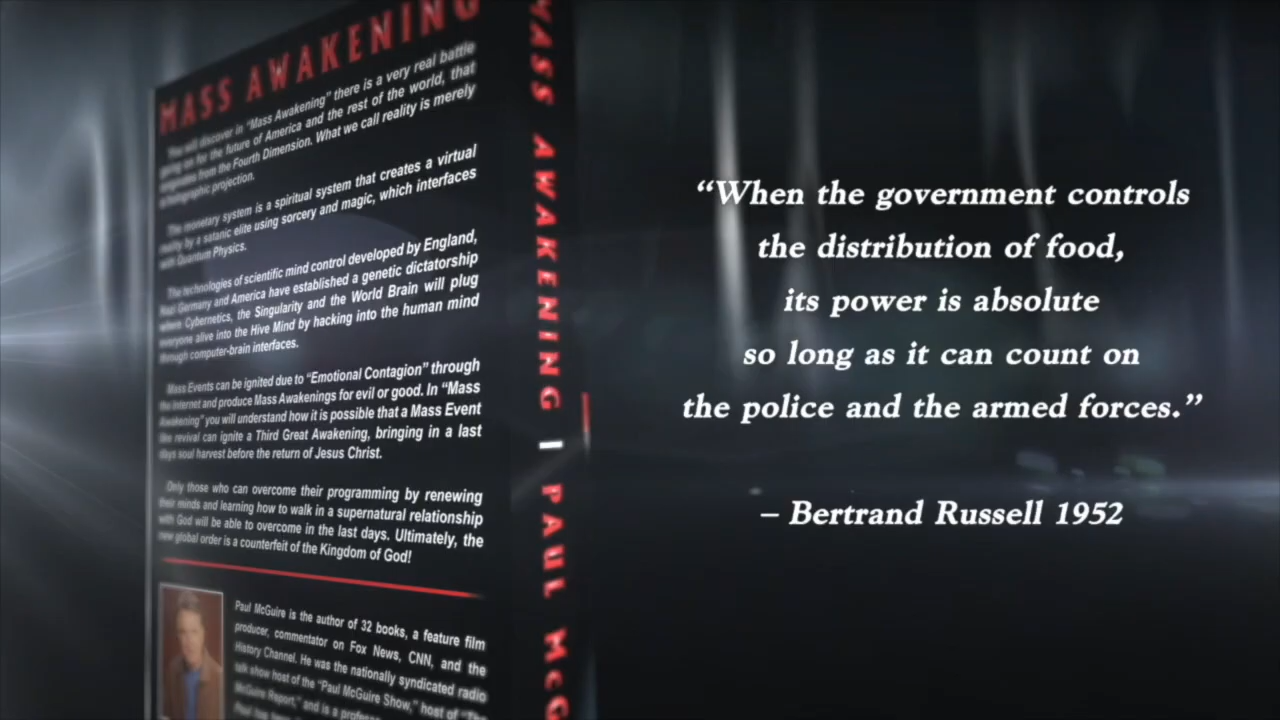 MASS AWAKENING
You will discover in “Mass Awakening” there is a very real battle
going on for the future of America and the rest of the world, that
originates from the Fourth Dimension. What we call reality is merely
a holographic projection.
The monetary system is a spiritual system that creates a virtual
reality by a satanic elite using sorcery and magic, which interfaces
with Quantum Physics.
The technologies of scientific mind control developed by England,
Nazi Germany and America have established a genetic dictatorship
where Cybernetics, the Singularity and the World Brain will plug
everyone alive into the Hive Mind by hacking into the human mind
through computer-brain interfaces.
Mass Events can be ignited due to “Emotional Contagion” through
the Internet and produce Mass Awakenings for evil or good. In “Mass
Awakening” you will understand how it is possible that a Mass Event
like revival can ignite a Third Great Awakening, bringing in a last
days soul harvest before the return of Jesus Christ.
Only those who can overcome their programming by renewing
their minds and learning how to walk in a supernatural relationship
with God will be able to overcome in the last days. Ultimately, the
new global order is a counterfeit of the Kingdom of God!
Paul McGuire is the author of 32 books, a feature film
producer, commentator on Fox News, CNN, and the
History Channel. He was the nationally syndicated radio
talk show host of the “Paul McGuire Show,” host of “The
McGuire Report,” and is a
Paul has been
MASS AWAKENING | PAUL McG
“When the government controls
the distribution of food,
its power is absolute
so long as it can count on
the police and the armed forces.”
– Bertrand Russell 1952